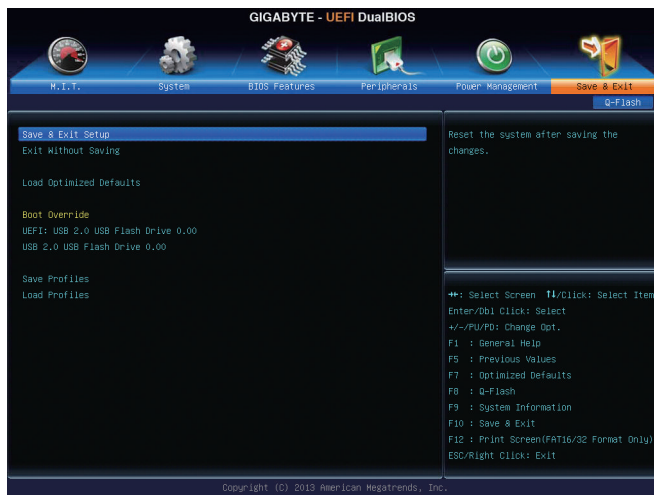 GIGABYTE - UEFI DualBIOS
M.I.T. System BIOS Features Peripherals Power Management Save & Exit
Q-Flash
Save & Exit Setup
Exit Without Saving
Load Optimized Defaults
Boot Override
UEFI: USB 2.0 USB Flash Drive 0.00
USB 2.0 USB Flash Drive 0.00
Save Profiles
Load Profiles
Reset the system after saving the
changes.
→←: Select Screen ↑↓/Click: Select Item
Enter/Dbl Click: Select
+/-/PU/PD: Change Opt.
F1 : General Help
F5 : Previous Values
F7 : Optimized Defaults
F8 : Q-Flash
F9 : System Information
F10 : Save & Exit
F12 : Print Screen(FAT16/32 Format Only)
ESC/Right Click: Exit
Copyright (C) 2013 American Megatrends, Inc.